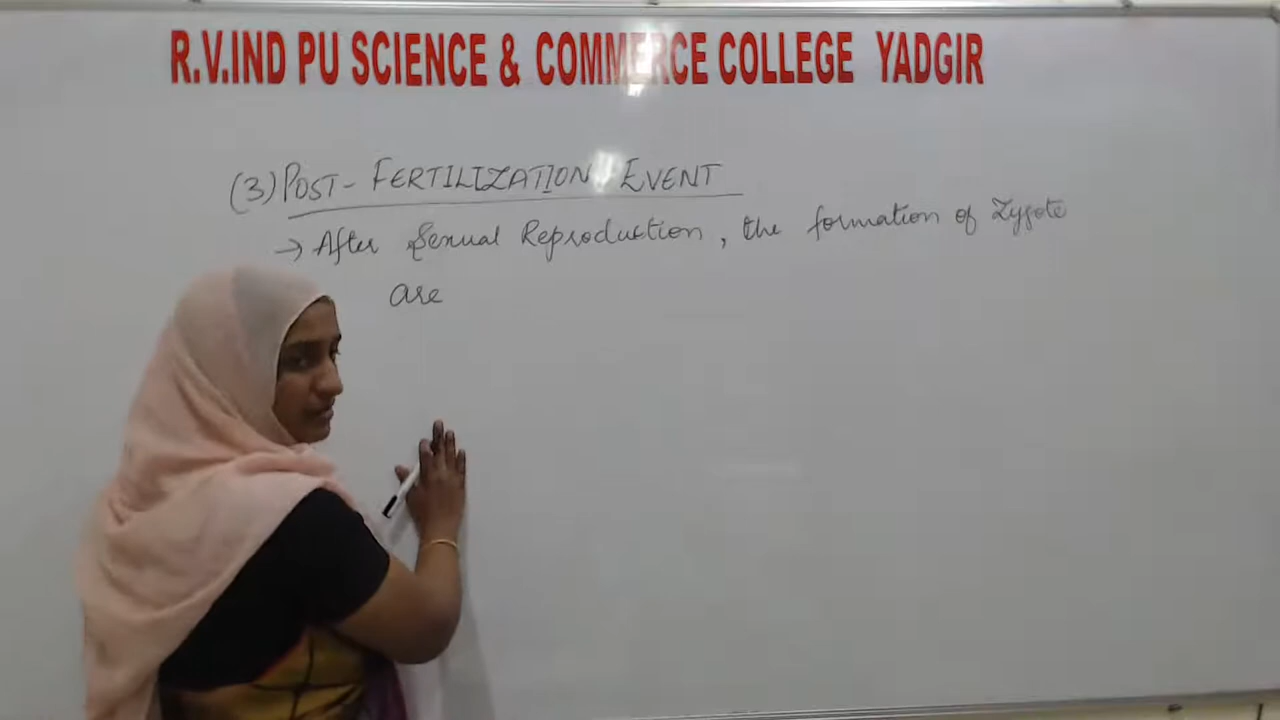 R.V.IND PU SCIENCE & COMMERCE COLLEGE YADGIR
(3) POST- FERTILIZATION EVENT
→ After Sexual Reproduction, the formation of Zygote
are